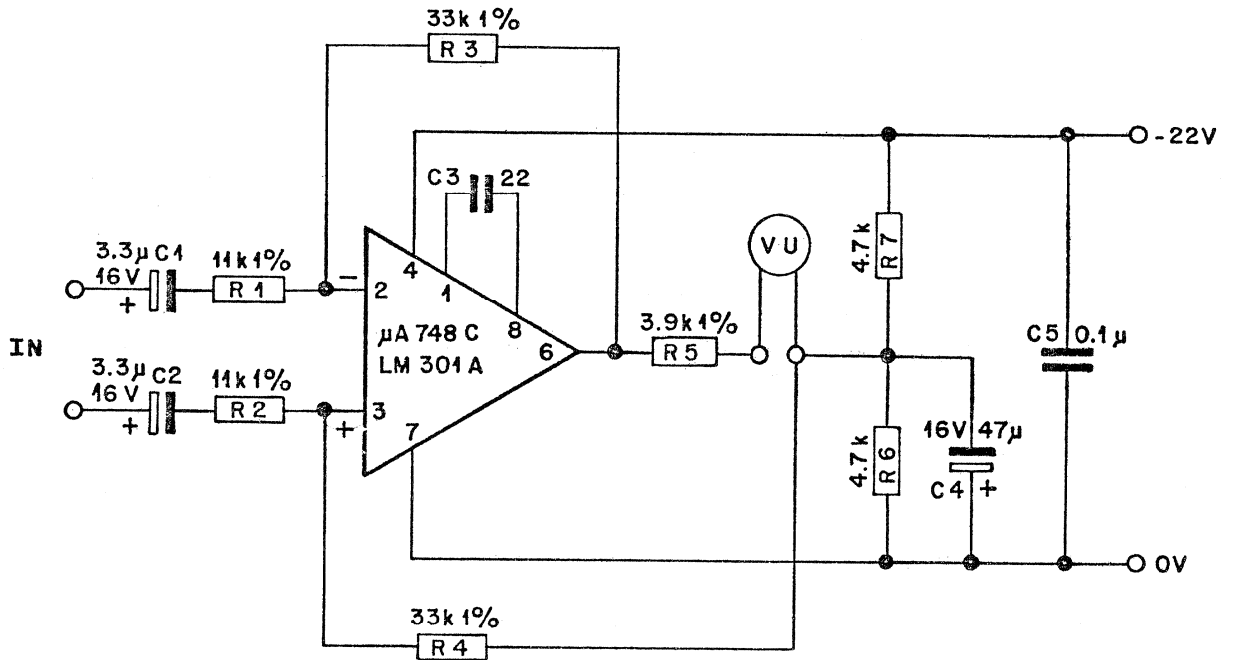 33k 1%
R 3
-22V
C3 22
3.3μ C1
16V
+
11k 1%
R 1
−
2
4
1
8
VU
4.7k
R 7
C5 0.1μ
μA 748 C
LM 301 A
6
3.9k 1%
R 5
IN
3.3μ C2
16V
+
11k 1%
R 2
3
+
7
4.7k
R 6
16V 47μ
C4 +
0V
33k 1%
R 4